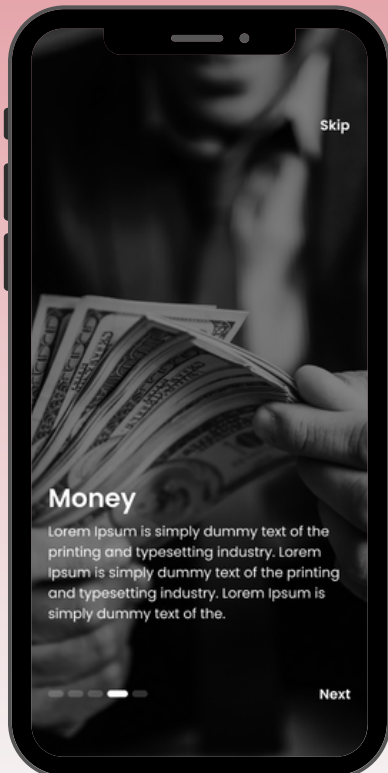 Skip
Money
Lorem Ipsum is simply dummy text of the
printing and typesetting industry. Lorem
Ipsum is simply dummy text of the printing
and typesetting industry. Lorem Ipsum is
simply dummy text of the.
Next